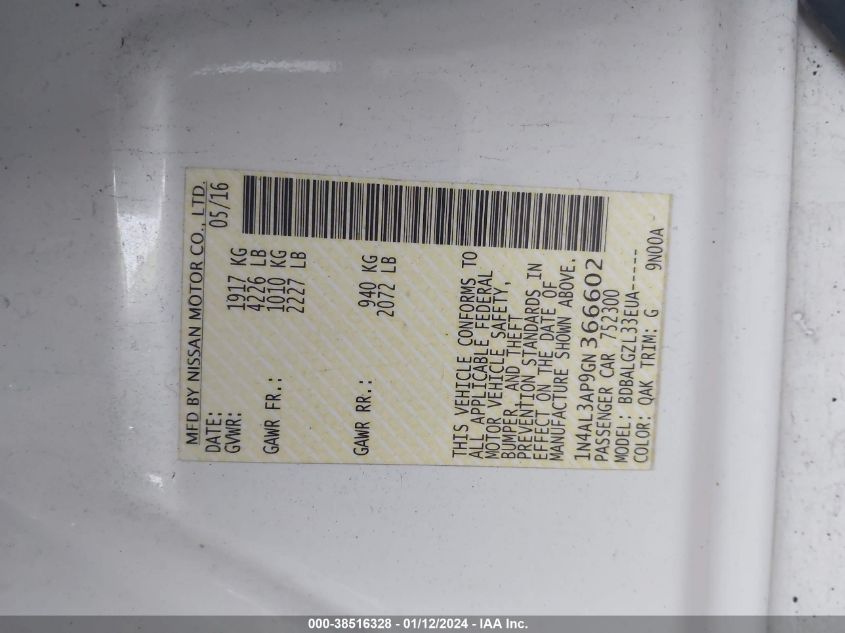 MFD BY NISSAN MOTOR CO., LTD.
DATE: 05/16
GVWR: 1917 KG
4226 LB
GAWR FR.: 1010 KG
2227 LB
GAWR RR.: 940 KG
2072 LB
THIS VEHICLE CONFORMS TO
ALL APPLICABLE FEDERAL
MOTOR VEHICLE SAFETY,
BUMPER, AND THEFT
PREVENTION STANDARDS IN
EFFECT ON THE DATE OF
MANUFACTURE SHOWN ABOVE.
1N4AL3AP9GN366602
PASSENGER CAR 752300
MODEL: BDBALGZL33EUA-----
COLOR: QAK TRIM: G 9N00A
000-38516328 - 01/12/2024 - IAA Inc.